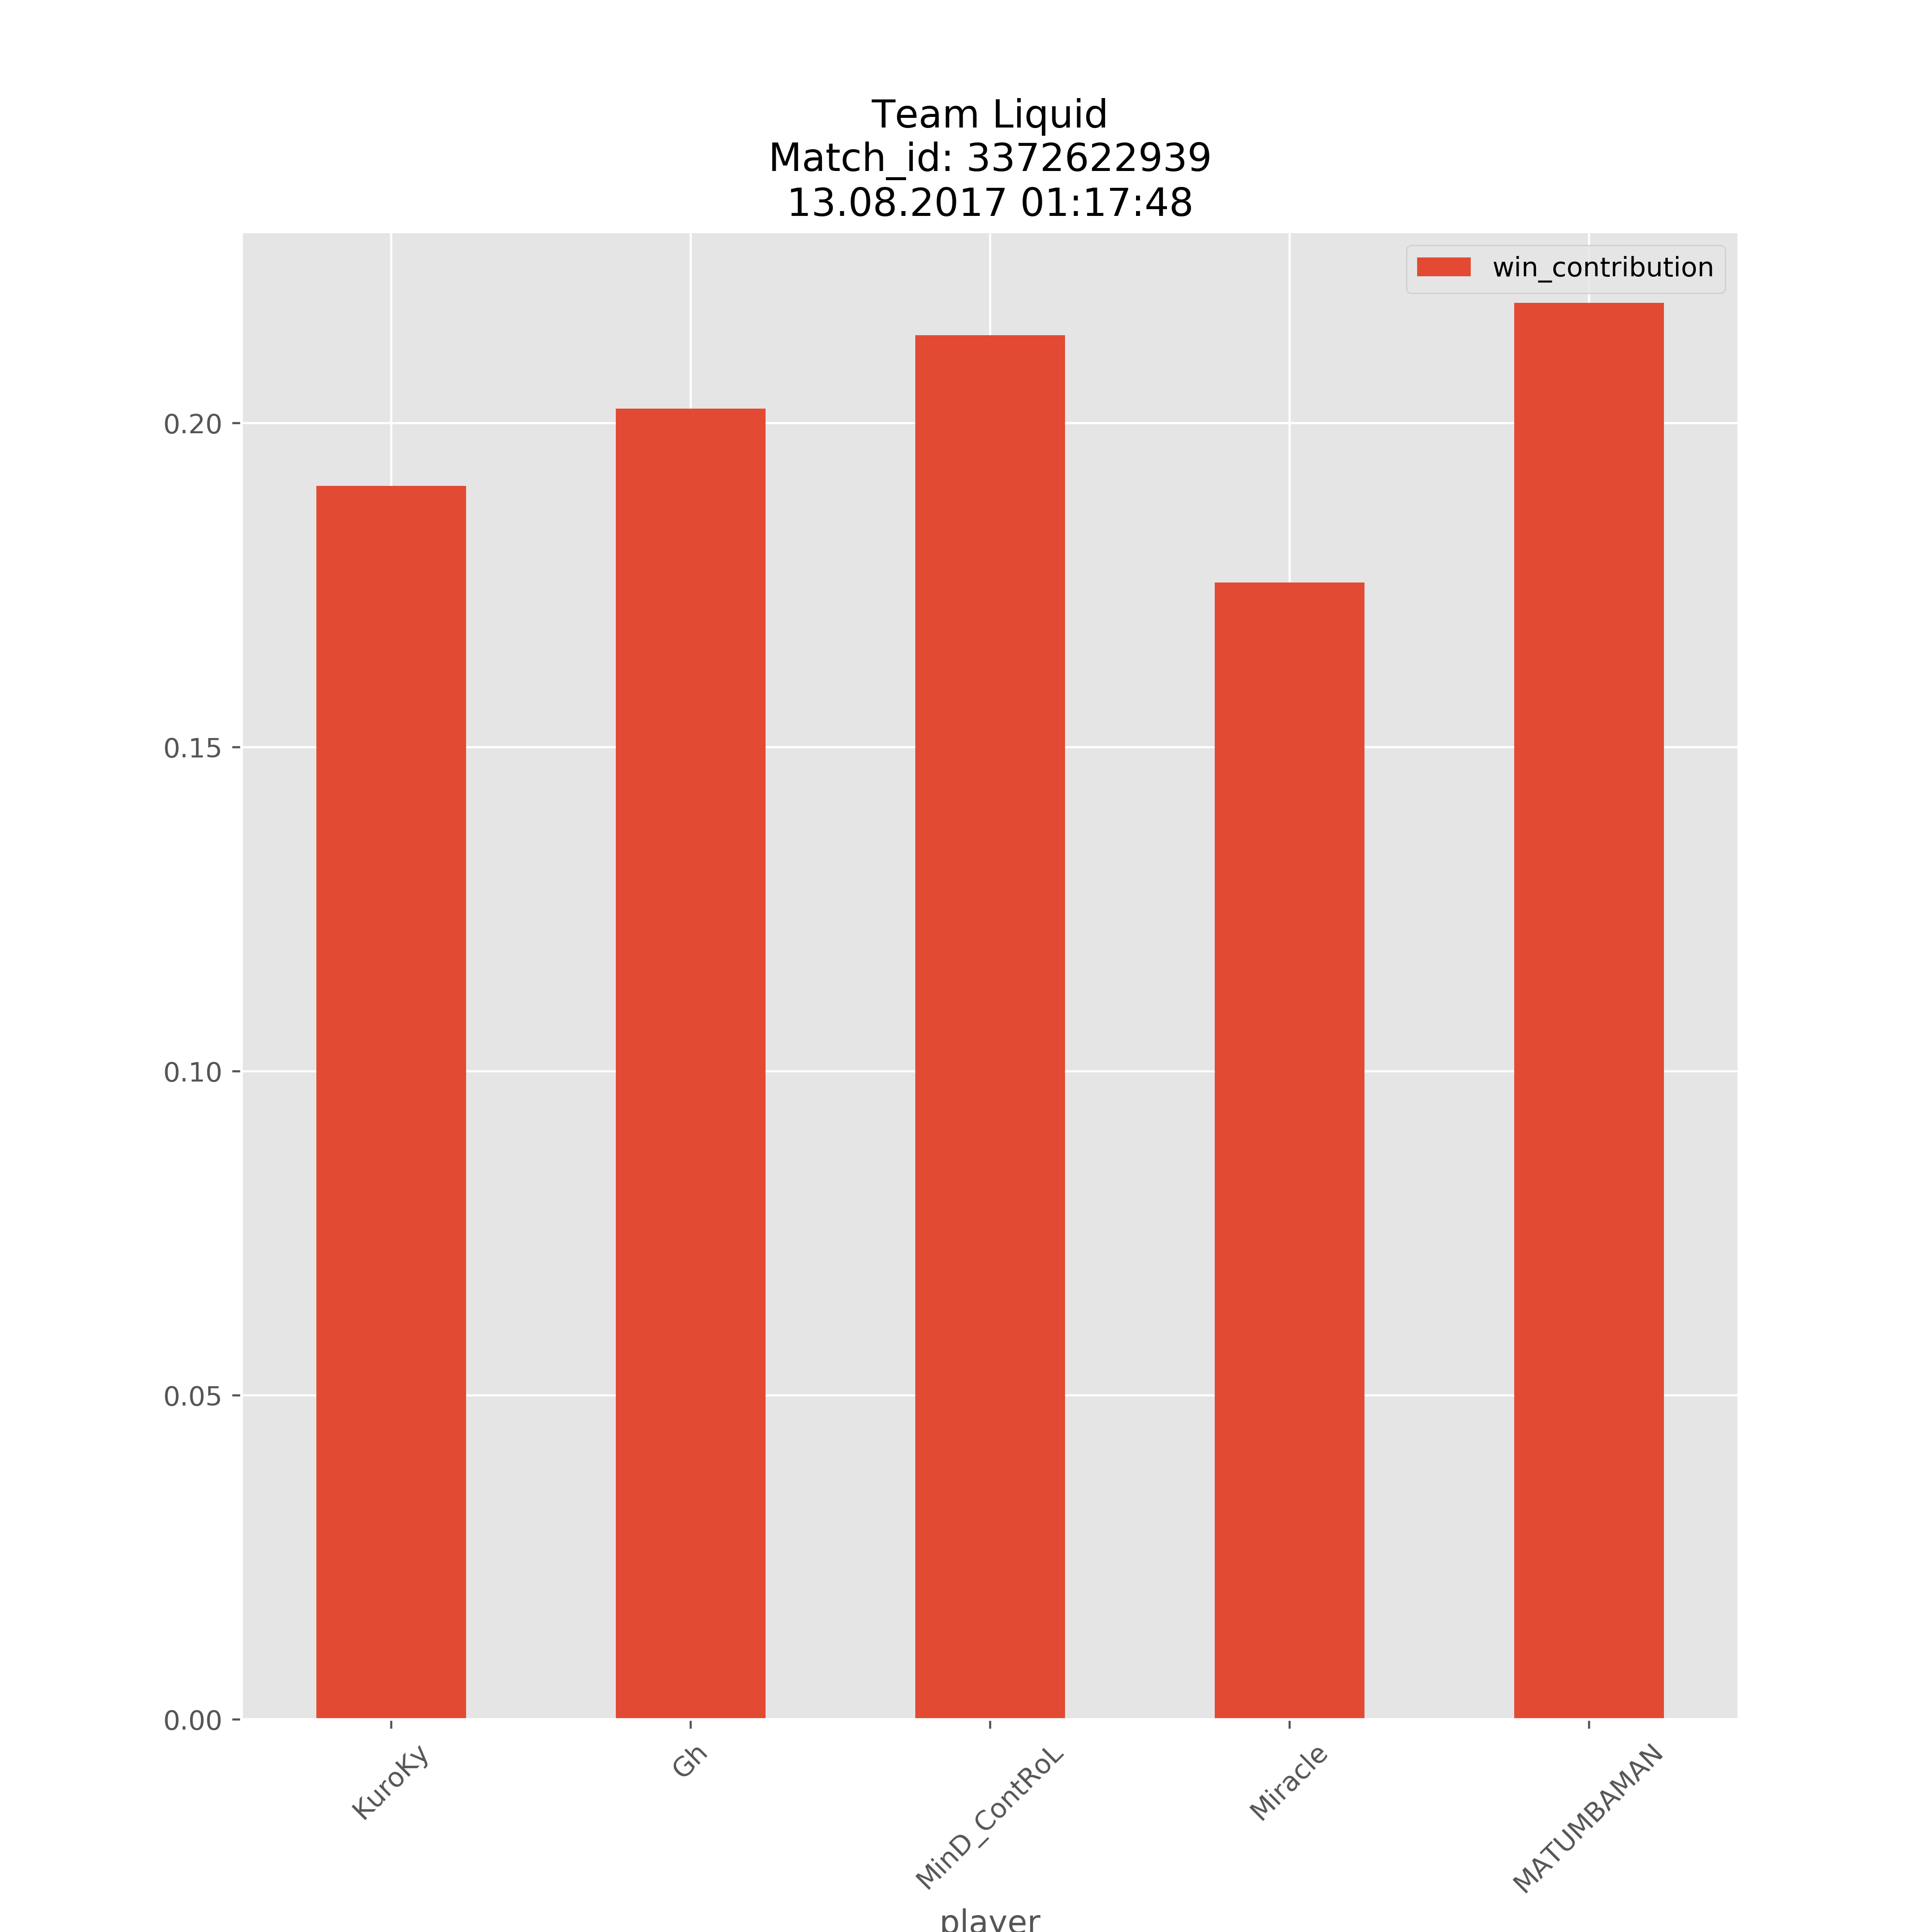 Team Liquid
Match_id: 3372622939
13.08.2017 01:17:48
win_contribution
0.20
0.15
0.10
0.05
0.00
KuroKy
Gh
MinD_ContRoL
Miracle
MATUMBAMAN
player